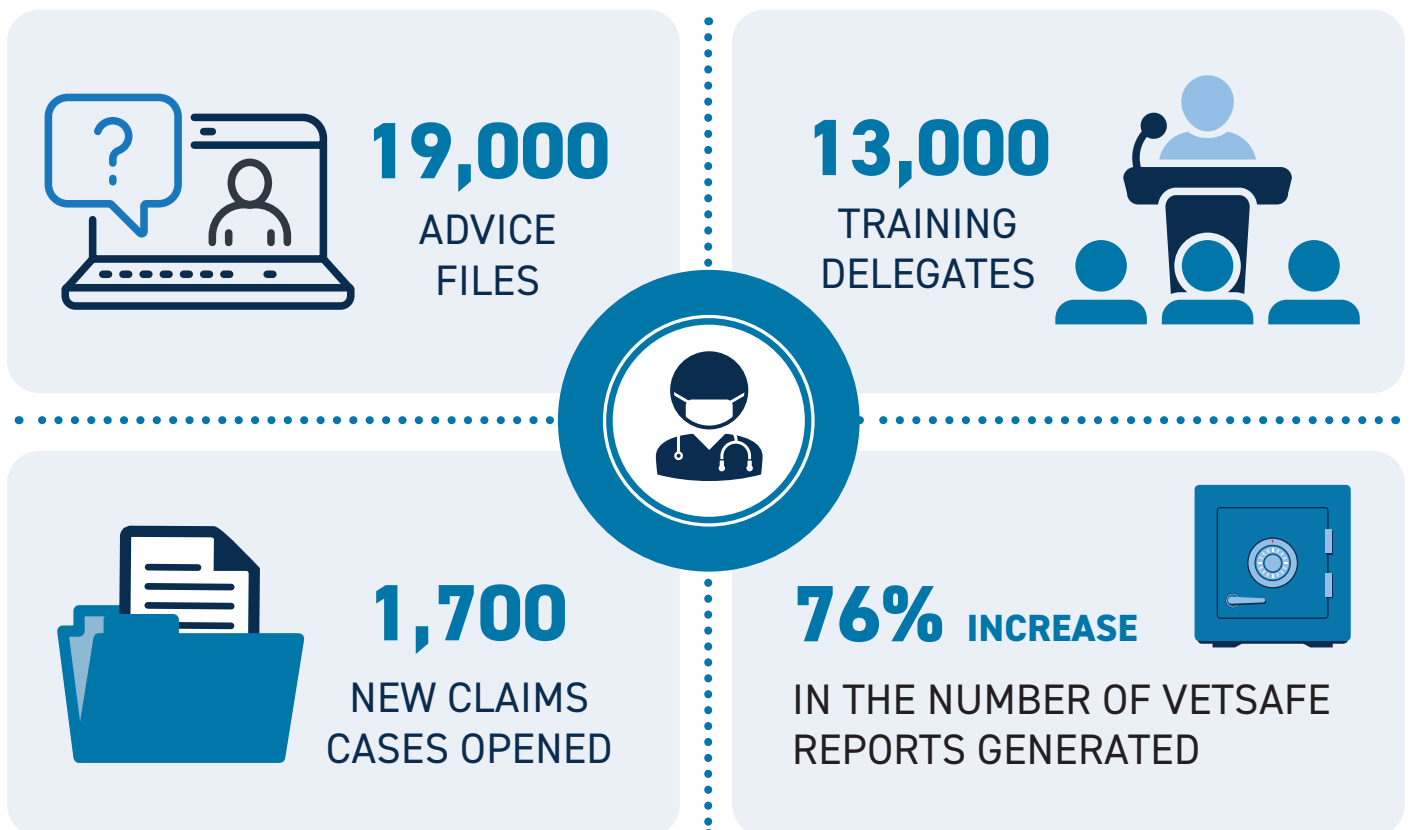 ?
19,000
ADVICE
FILES
13,000
TRAINING
DELEGATES
1,700
NEW CLAIMS
CASES OPENED
76% INCREASE
IN THE NUMBER OF VETSAFE
REPORTS GENERATED